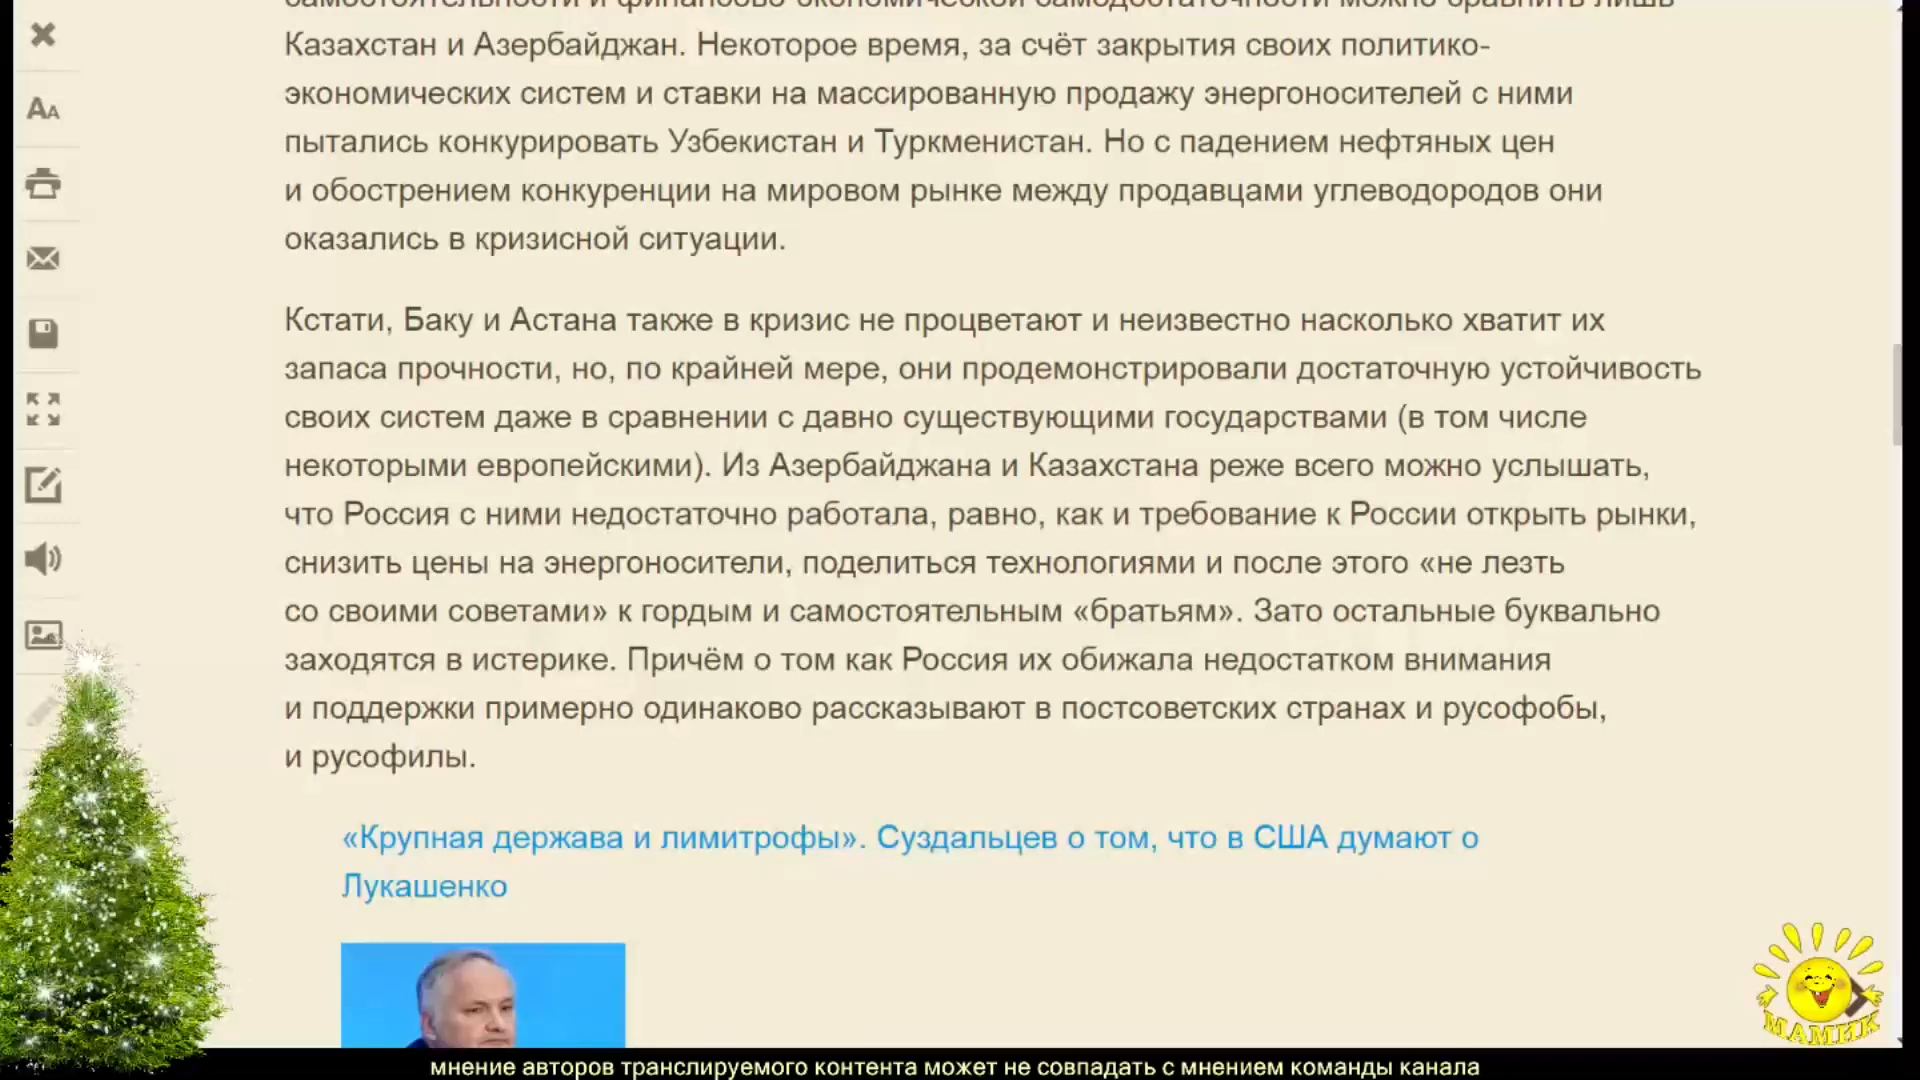 самостоятельности и финансово-экономической самодостаточности можно сравнить лишь
Казахстан и Азербайджан. Некоторое время, за счёт закрытия своих политико-
экономических систем и ставки на массированную продажу энергоносителей с ними
пытались конкурировать Узбекистан и Туркменистан. Но с падением нефтяных цен
и обострением конкуренции на мировом рынке между продавцами углеводородов они
оказались в кризисной ситуации.
Кстати, Баку и Астана также в кризис не процветают и неизвестно насколько хватит их
запаса прочности, но, по крайней мере, они продемонстрировали достаточную устойчивость
своих систем даже в сравнении с давно существующими государствами (в том числе
некоторыми европейскими). Из Азербайджана и Казахстана реже всего можно услышать,
что Россия с ними недостаточно работала, равно, как и требование к России открыть рынки,
снизить цены на энергоносители, поделиться технологиями и после этого «не лезть
со своими советами» к гордым и самостоятельным «братьям». Зато остальные буквально
заходятся в истерике. Причём о том как Россия их обижала недостатком внимания
и поддержки примерно одинаково рассказывают в постсоветских странах и русофобы,
и русофилы.
«Крупная держава и лимитрофы». Суздальцев о том, что в США думают о
Лукашенко
МАМИК
мнение авторов транслируемого контента может не совпадать с мнением команды канала